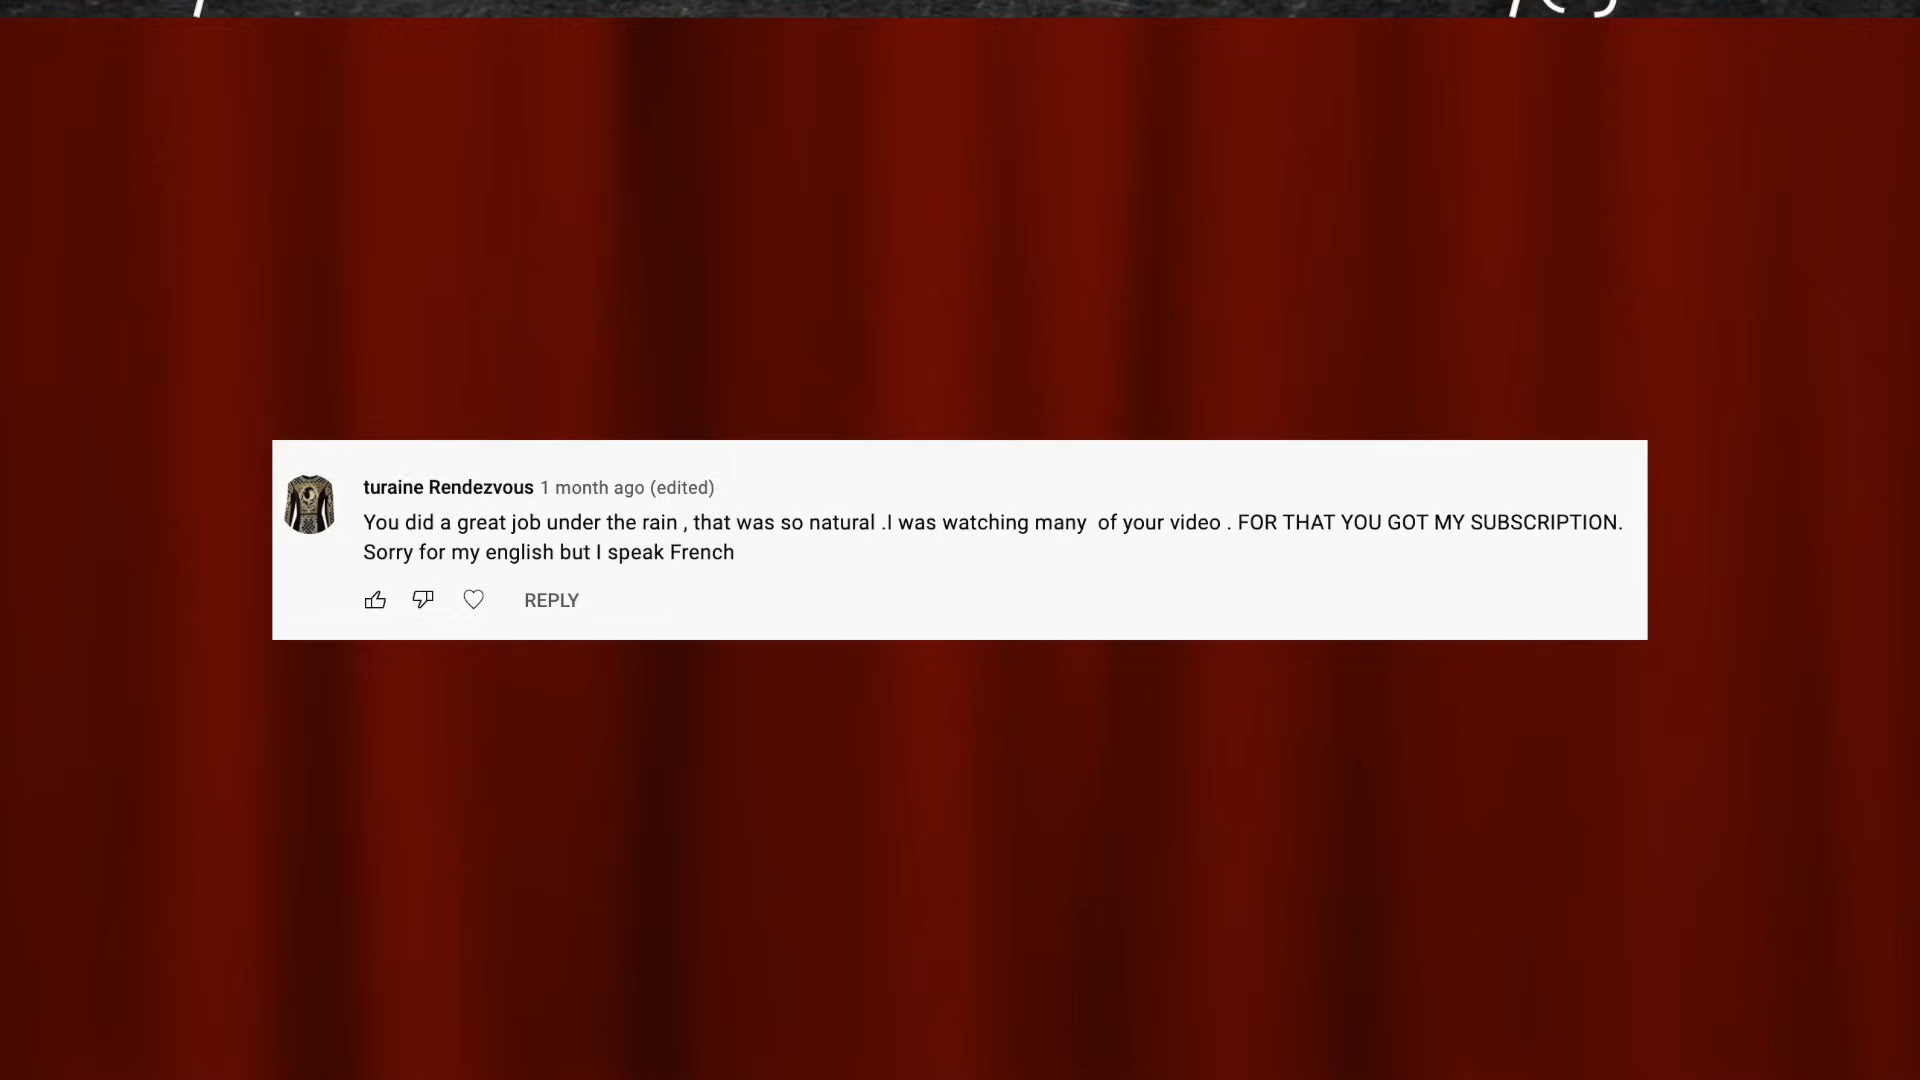 turaine Rendezvous 1 month ago (edited)
You did a great job under the rain , that was so natural .I was watching many  of your video . FOR THAT YOU GOT MY SUBSCRIPTION.
Sorry for my english but I speak French
REPLY